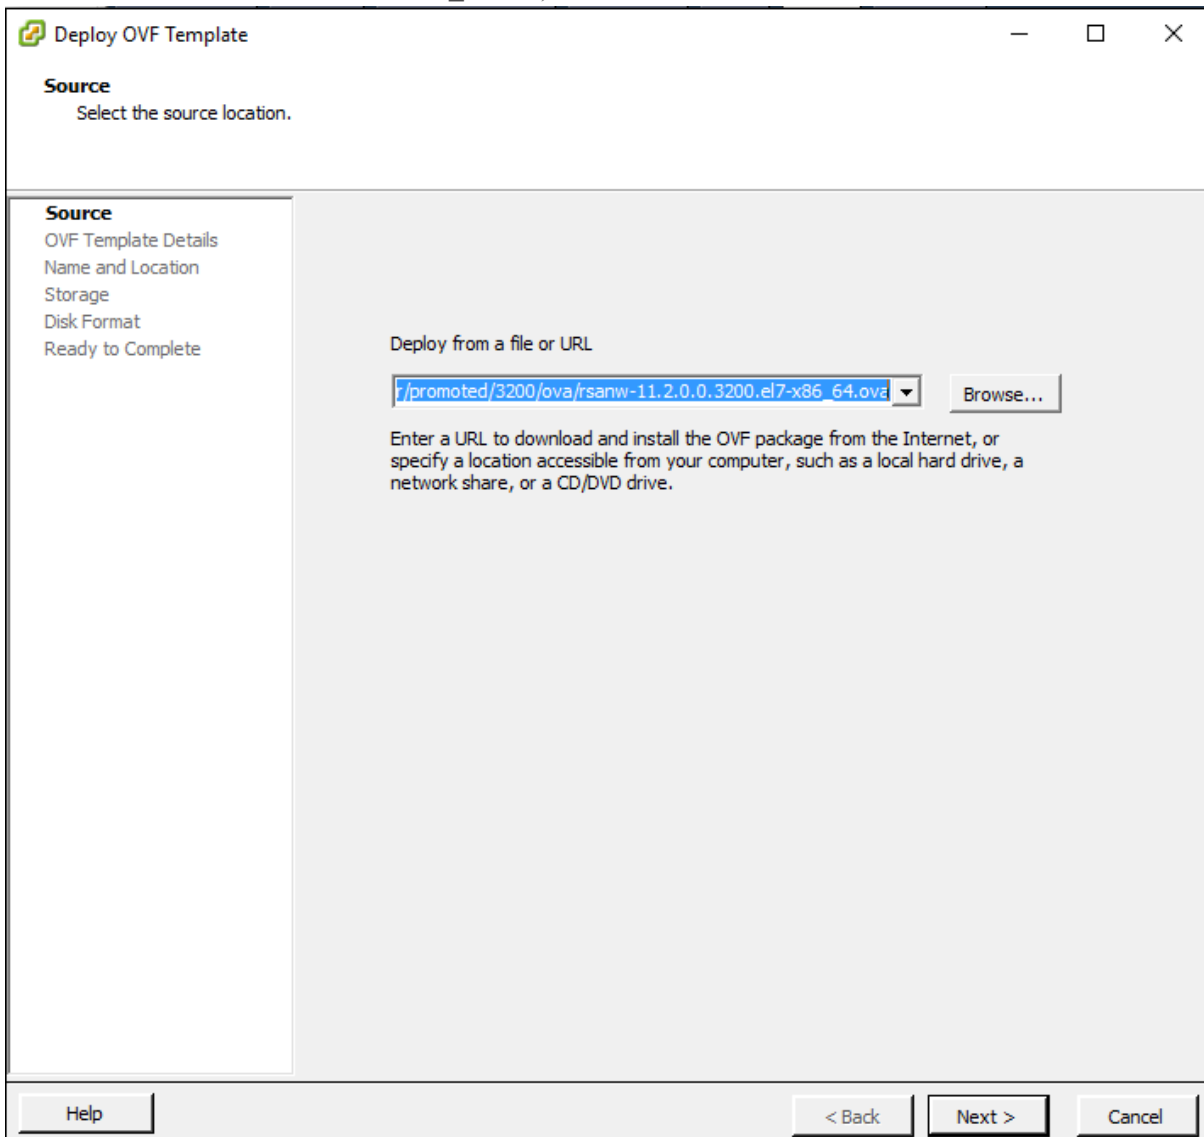 Deploy OVF Template
Source
Select the source location.
Source
OVF Template Details
Name and Location
Storage
Disk Format
Ready to Complete
Deploy from a file or URL
r/promoted/3200/ova/rsanw-11.2.0.0.3200.el7-x86_64.ova
Browse...
Enter a URL to download and install the OVF package from the Internet, or
specify a location accessible from your computer, such as a local hard drive, a
network share, or a CD/DVD drive.
Help
< Back
Next >
Cancel